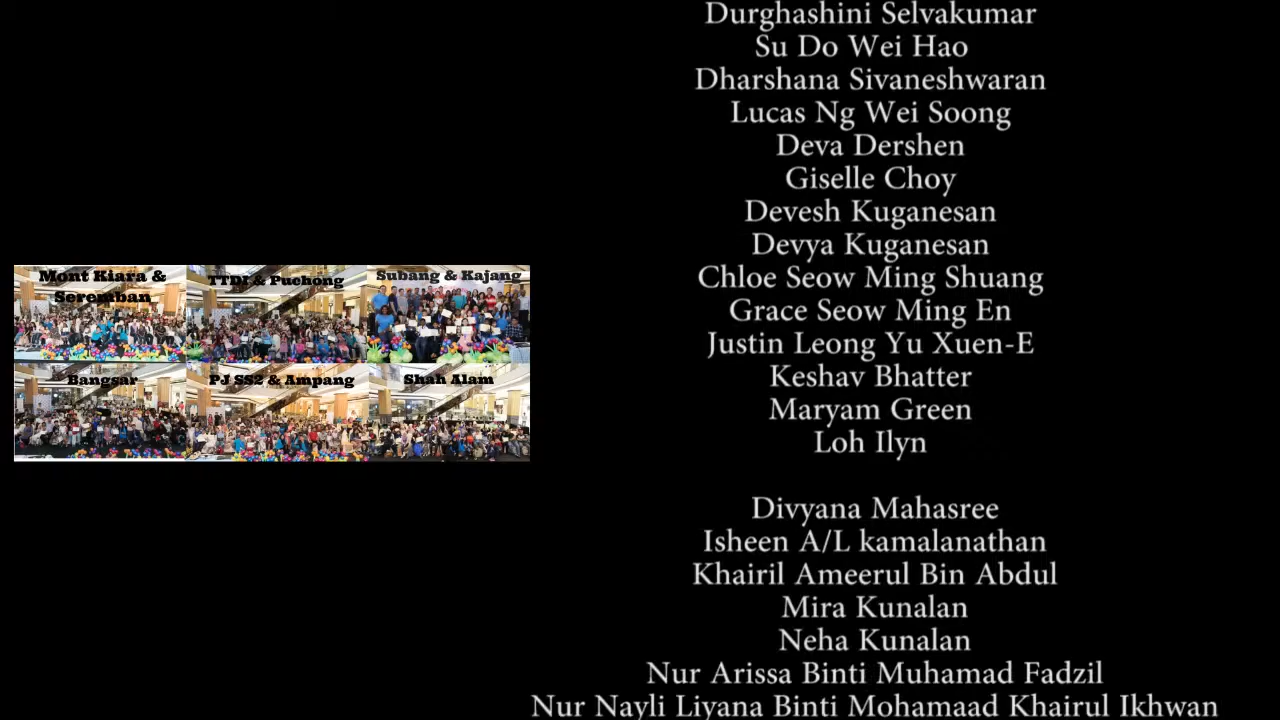 Mont Kiara &
Seremban
TTDI & Puchong
Subang & Kajang
Bangsar
PJ SS2 & Ampang
Shah Alam
Durghashini Selvakumar
Su Do Wei Hao
Dharshana Sivaneshwaran
Lucas Ng Wei Soong
Deva Dershen
Giselle Choy
Devesh Kuganesan
Devya Kuganesan
Chloe Seow Ming Shuang
Grace Seow Ming En
Justin Leong Yu Xuen-E
Keshav Bhatter
Maryam Green
Loh Ilyn
Divyana Mahasree
Isheen A/L kamalanathan
Khairil Ameerul Bin Abdul
Mira Kunalan
Neha Kunalan
Nur Arissa Binti Muhamad Fadzil
Nur Nayli Liyana Binti Mohamaad Khairul Ikhwan